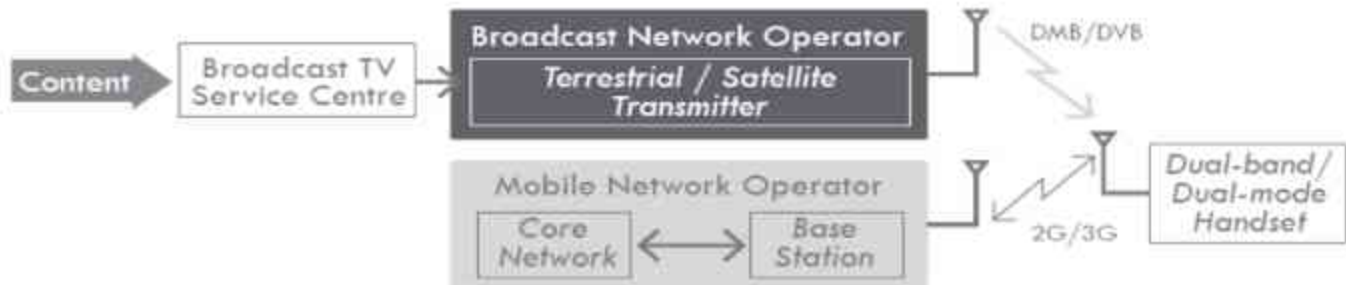 Content
Broadcast TV
Service Centre
Broadcast Network Operator
Terrestrial / Satellite
Transmitter
DMB/DVB
Mobile Network Operator
Core
Network
Base
Station
2G/3G
Dual-band/
Dual-mode
Handset